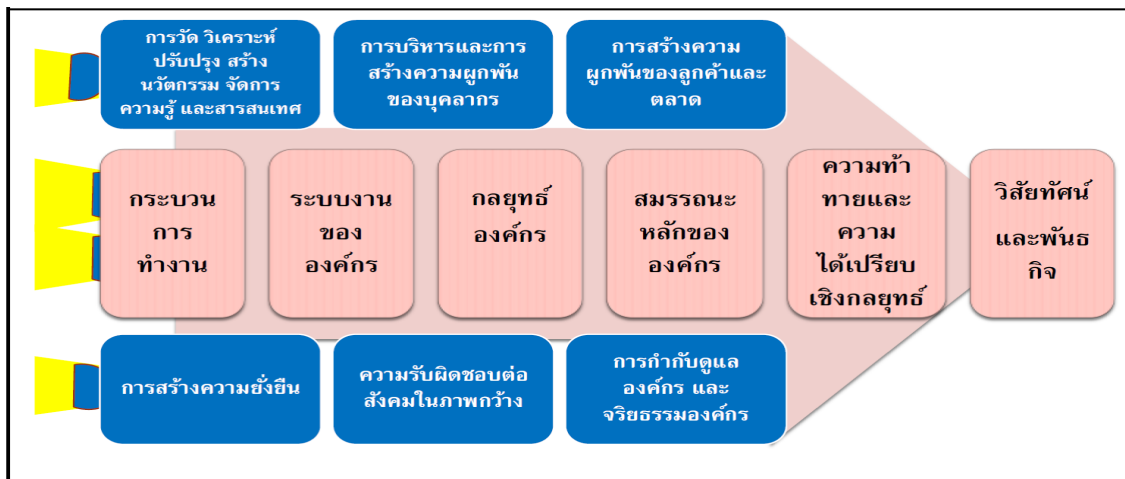 การวัด วิเคราะห์
ปรับปรุง สร้าง
นวัตกรรม จัดการ
ความรู้ และสารสนเทศ
การบริหารและการ
สร้างความผูกพัน
ของบุคลากร
การสร้างความ
ผูกพันของลูกค้าและ
ตลาด
กระบวน
การ
ทำงาน
ระบบงาน
ของ
องค์กร
กลยุทธ์
องค์กร
สมรรถนะ
หลักของ
องค์กร
ความท้า
ทายและ
ความ
ได้เปรียบ
เชิงกลยุทธ์
วิสัยทัศน์
และพันธ
กิจ
การสร้างความยั่งยืน
ความรับผิดชอบต่อ
สังคมในภาพกว้าง
การกำกับดูแล
องค์กร และ
จริยธรรมองค์กร